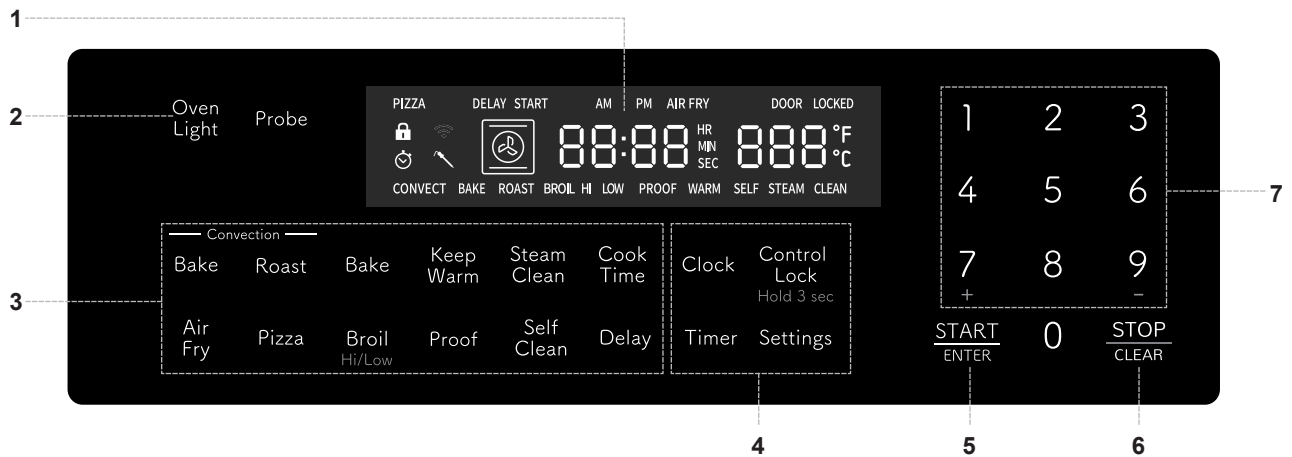 1
2
Oven
Light
Probe
PIZZA DELAY START AM PM AIR FRY DOOR LOCKED
88:88 HR MIN SEC 888 °F °C
CONVECT BAKE ROAST BROIL HI LOW PROOF WARM SELF STEAM CLEAN
1 2 3
4 5 6
7 8 9
+ −
START
ENTER
0
STOP
CLEAR
7
3
Convection
Bake Roast Bake Keep
Warm Steam
Clean Cook
Time
Air
Fry Pizza Broil
Hi/Low Proof Self
Clean Delay
Clock Control
Lock
Hold 3 sec
Timer Settings
4
5
6